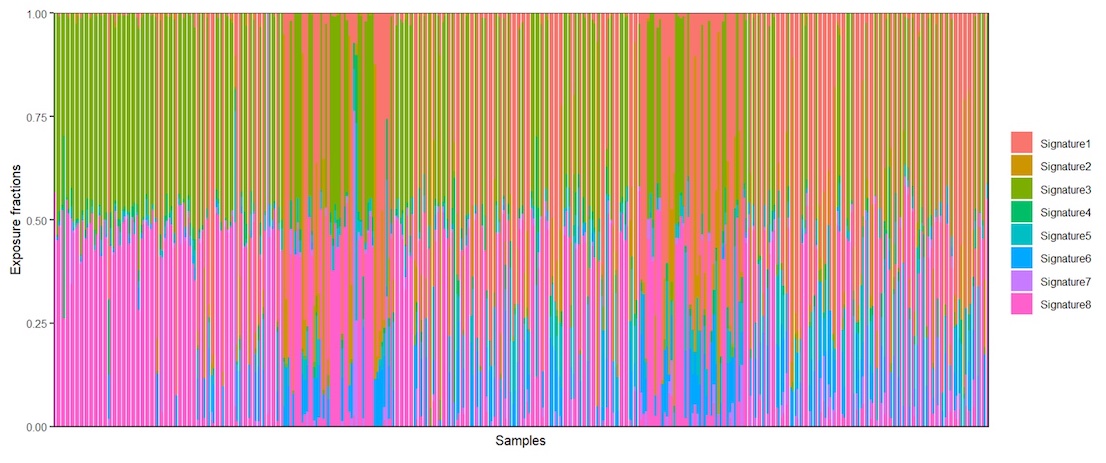 1.00
0.75
0.50
0.25
0.00
Exposure fractions
Samples
Signature1
Signature2
Signature3
Signature4
Signature5
Signature6
Signature7
Signature8